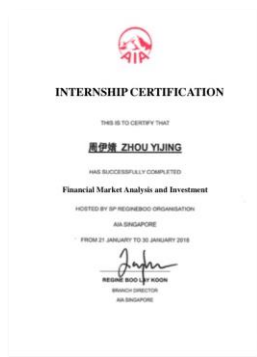 AIA
INTERNSHIP CERTIFICATION
THIS IS TO CERTIFY THAT
周伊婧 ZHOU YIJING
HAS SUCCESSFULLY COMPLETED
Financial Market Analysis and Investment
HOSTED BY SP REGINEBOO ORGANISATION
AIA SINGAPORE
FROM 21 JANUARY TO 30 JANUARY 2018
REGINE BOO LAY KOON
BRANCH DIRECTOR
AIA SINGAPORE